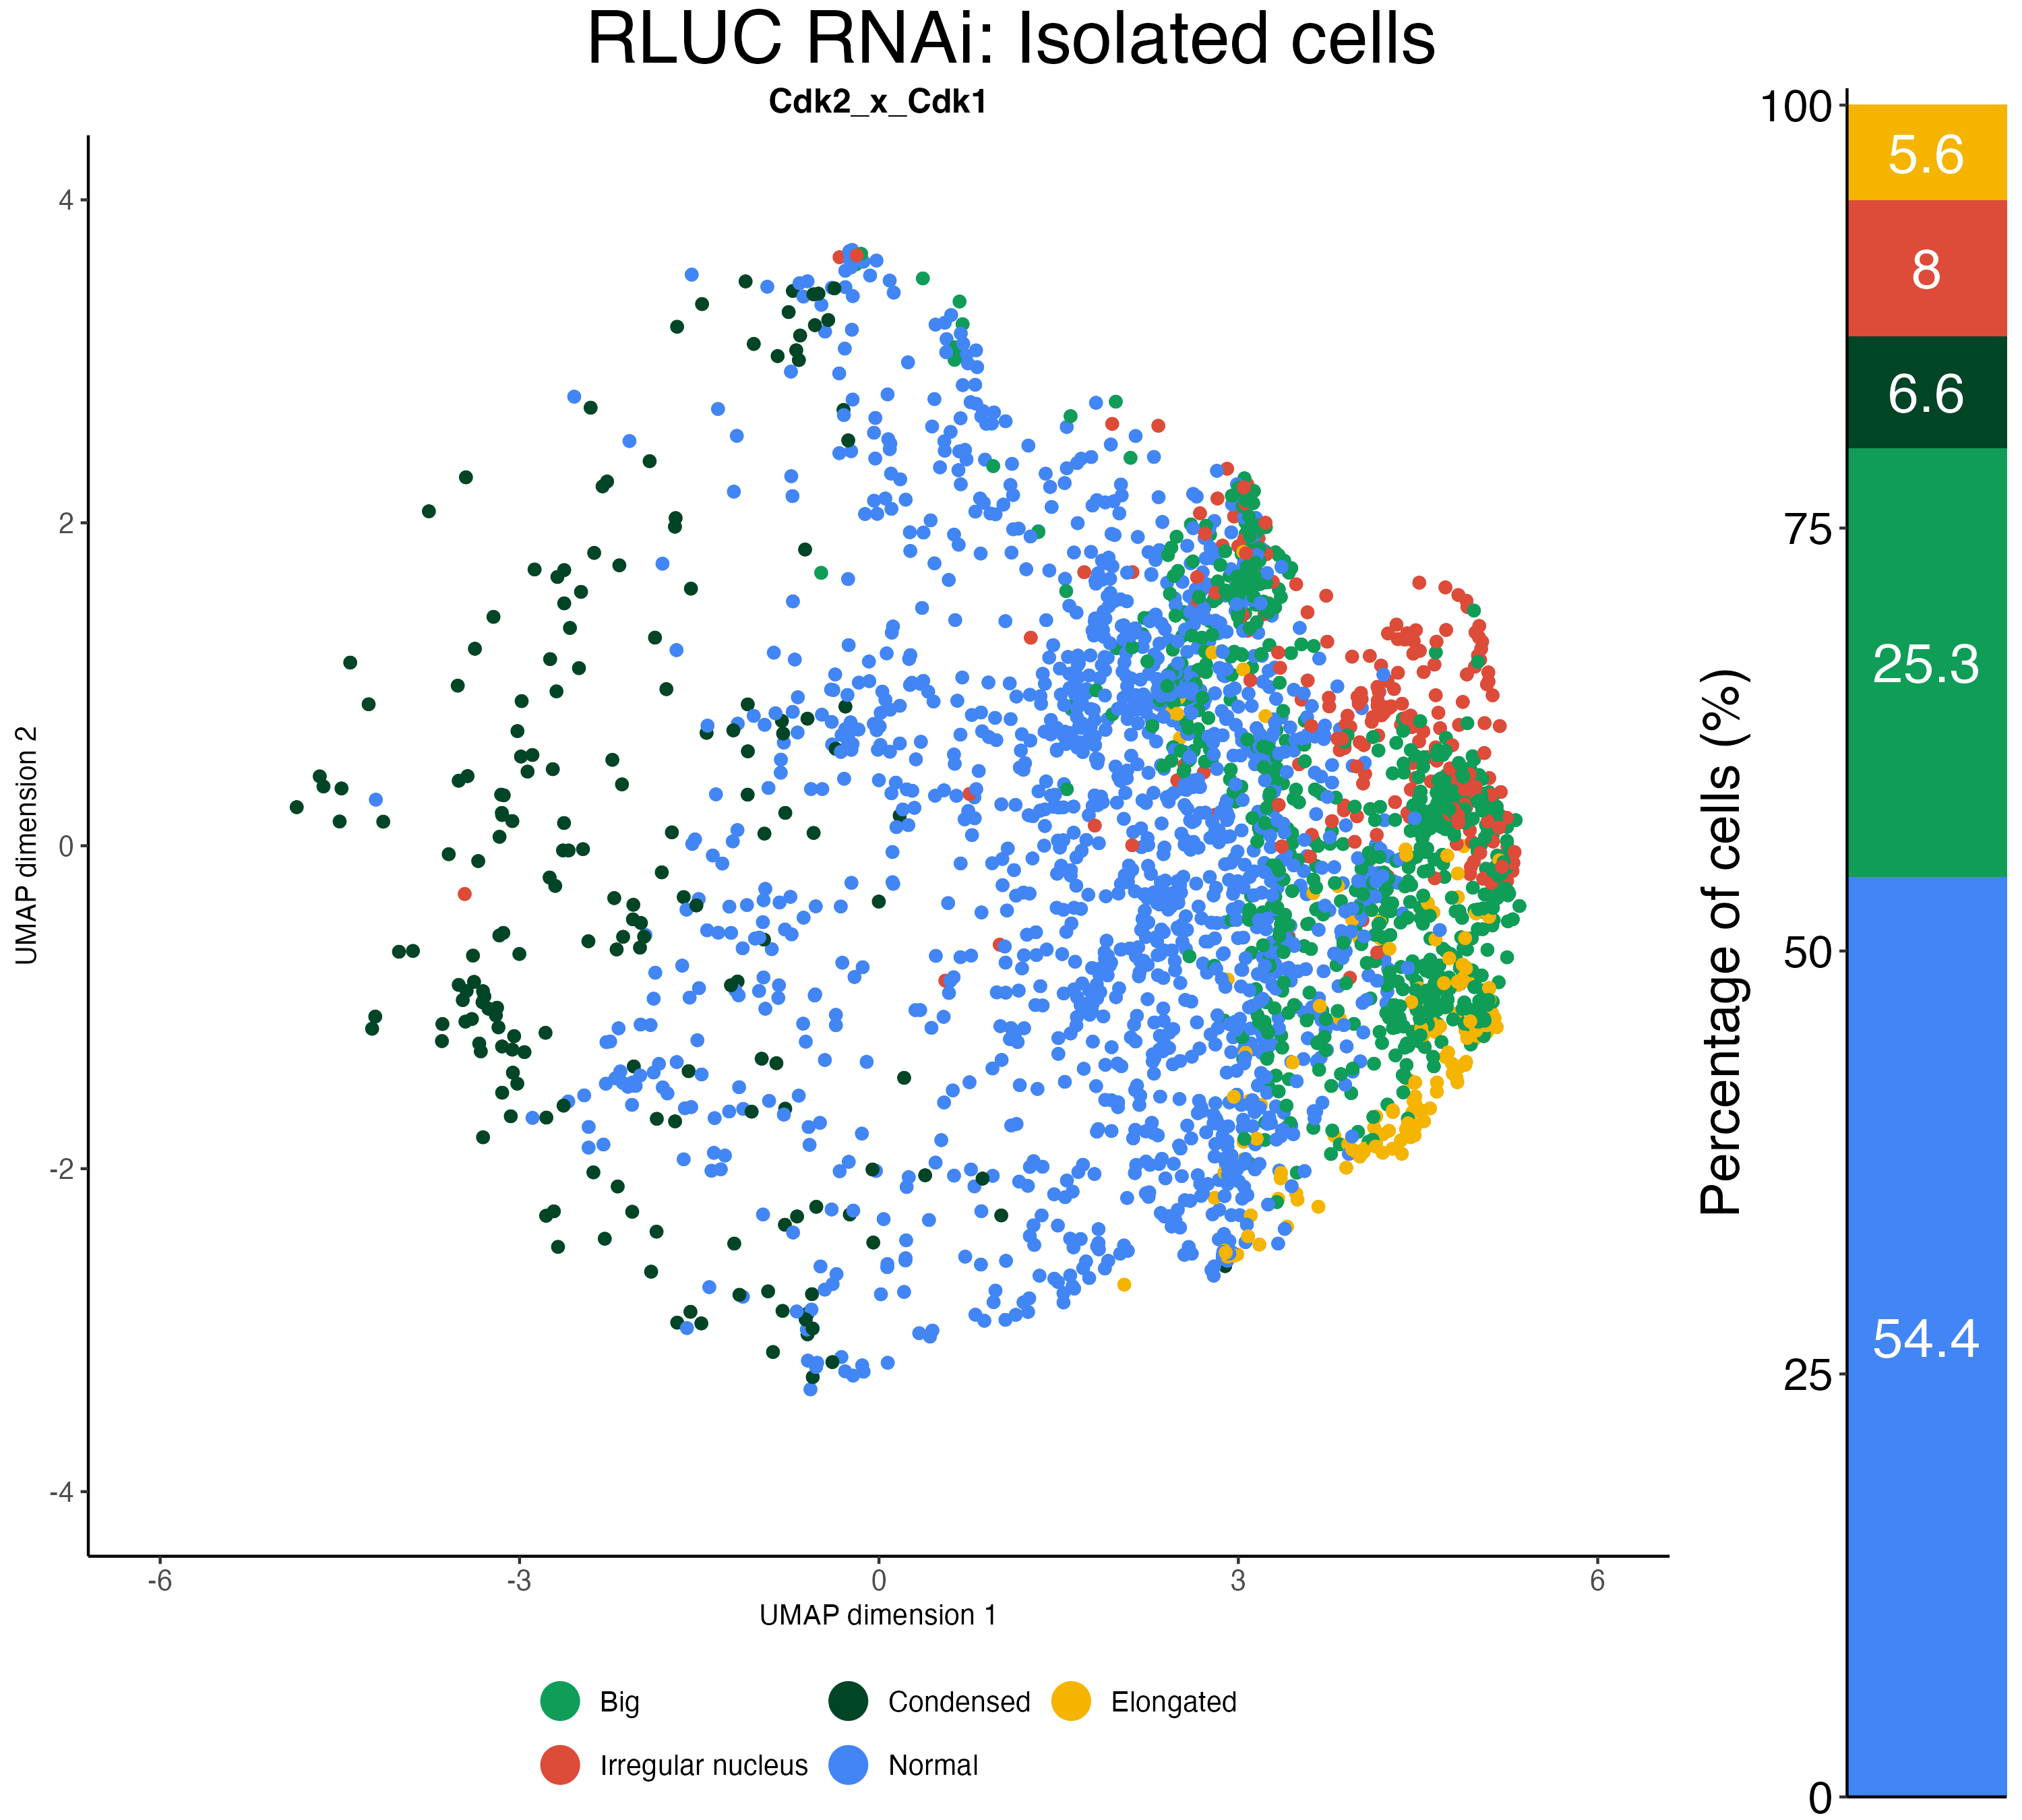 RLUC RNAi: Isolated cells
Cdk2_x_Cdk1
UMAP dimension 2
4
2
0
-2
-4
-6
-3
0
3
6
UMAP dimension 1
Big
Condensed
Elongated
Irregular nucleus
Normal
Percentage of cells (%)
100
75
50
25
0
5.6
8
6.6
25.3
54.4